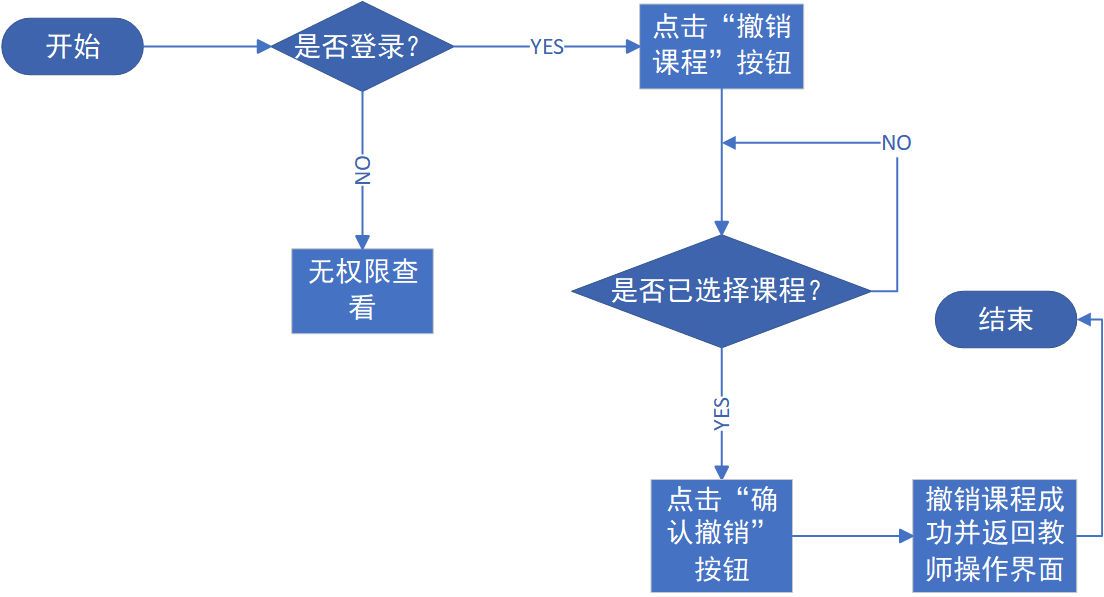 开始
是否登录？
YES
点击“撤销
课程”按钮
NO
NO
无权限查
看
是否已选择课程？
结束
YES
点击“确
认撤销”
按钮
撤销课程成
功并返回教
师操作界面